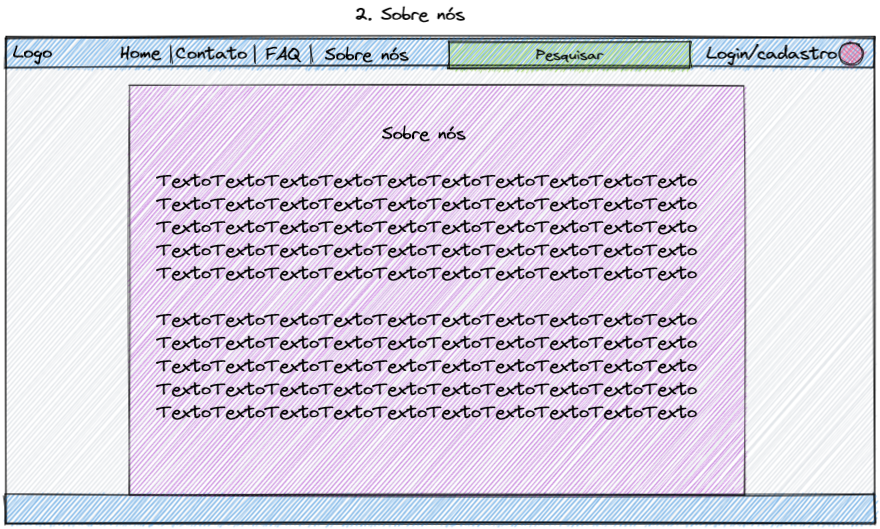 2. Sobre nós
Logo Home | Contato | FAQ | Sobre nós Pesquisar Login/cadastro
Sobre nós
TextoTextoTextoTextoTextoTextoTextoTextoTextoTexto
TextoTextoTextoTextoTextoTextoTextoTextoTextoTexto
TextoTextoTextoTextoTextoTextoTextoTextoTextoTexto
TextoTextoTextoTextoTextoTextoTextoTextoTextoTexto
TextoTextoTextoTextoTextoTextoTextoTextoTextoTexto
TextoTextoTextoTextoTextoTextoTextoTextoTextoTexto
TextoTextoTextoTextoTextoTextoTextoTextoTextoTexto
TextoTextoTextoTextoTextoTextoTextoTextoTextoTexto
TextoTextoTextoTextoTextoTextoTextoTextoTextoTexto
TextoTextoTextoTextoTextoTextoTextoTextoTextoTexto